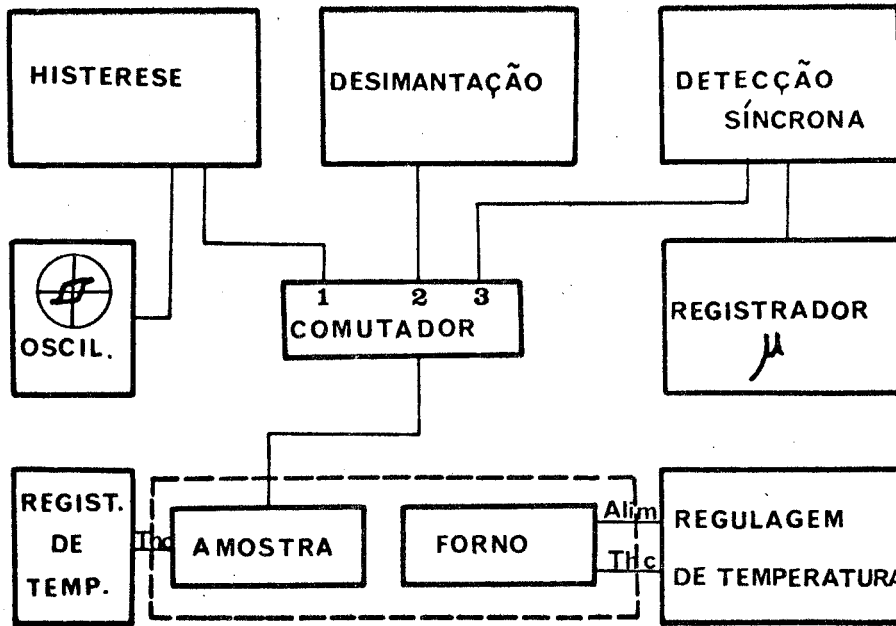 HISTERESE
DESIMANTAÇÃO
DETECÇÃO
SÍNCRONA
OSCIL.
1 2 3
COMUTADOR
REGISTRADOR
μ
REGIST.
DE
TEMP.
Thc
AMOSTRA
FORNO
Alim
Thc
REGULAGEM
DE TEMPERATURA